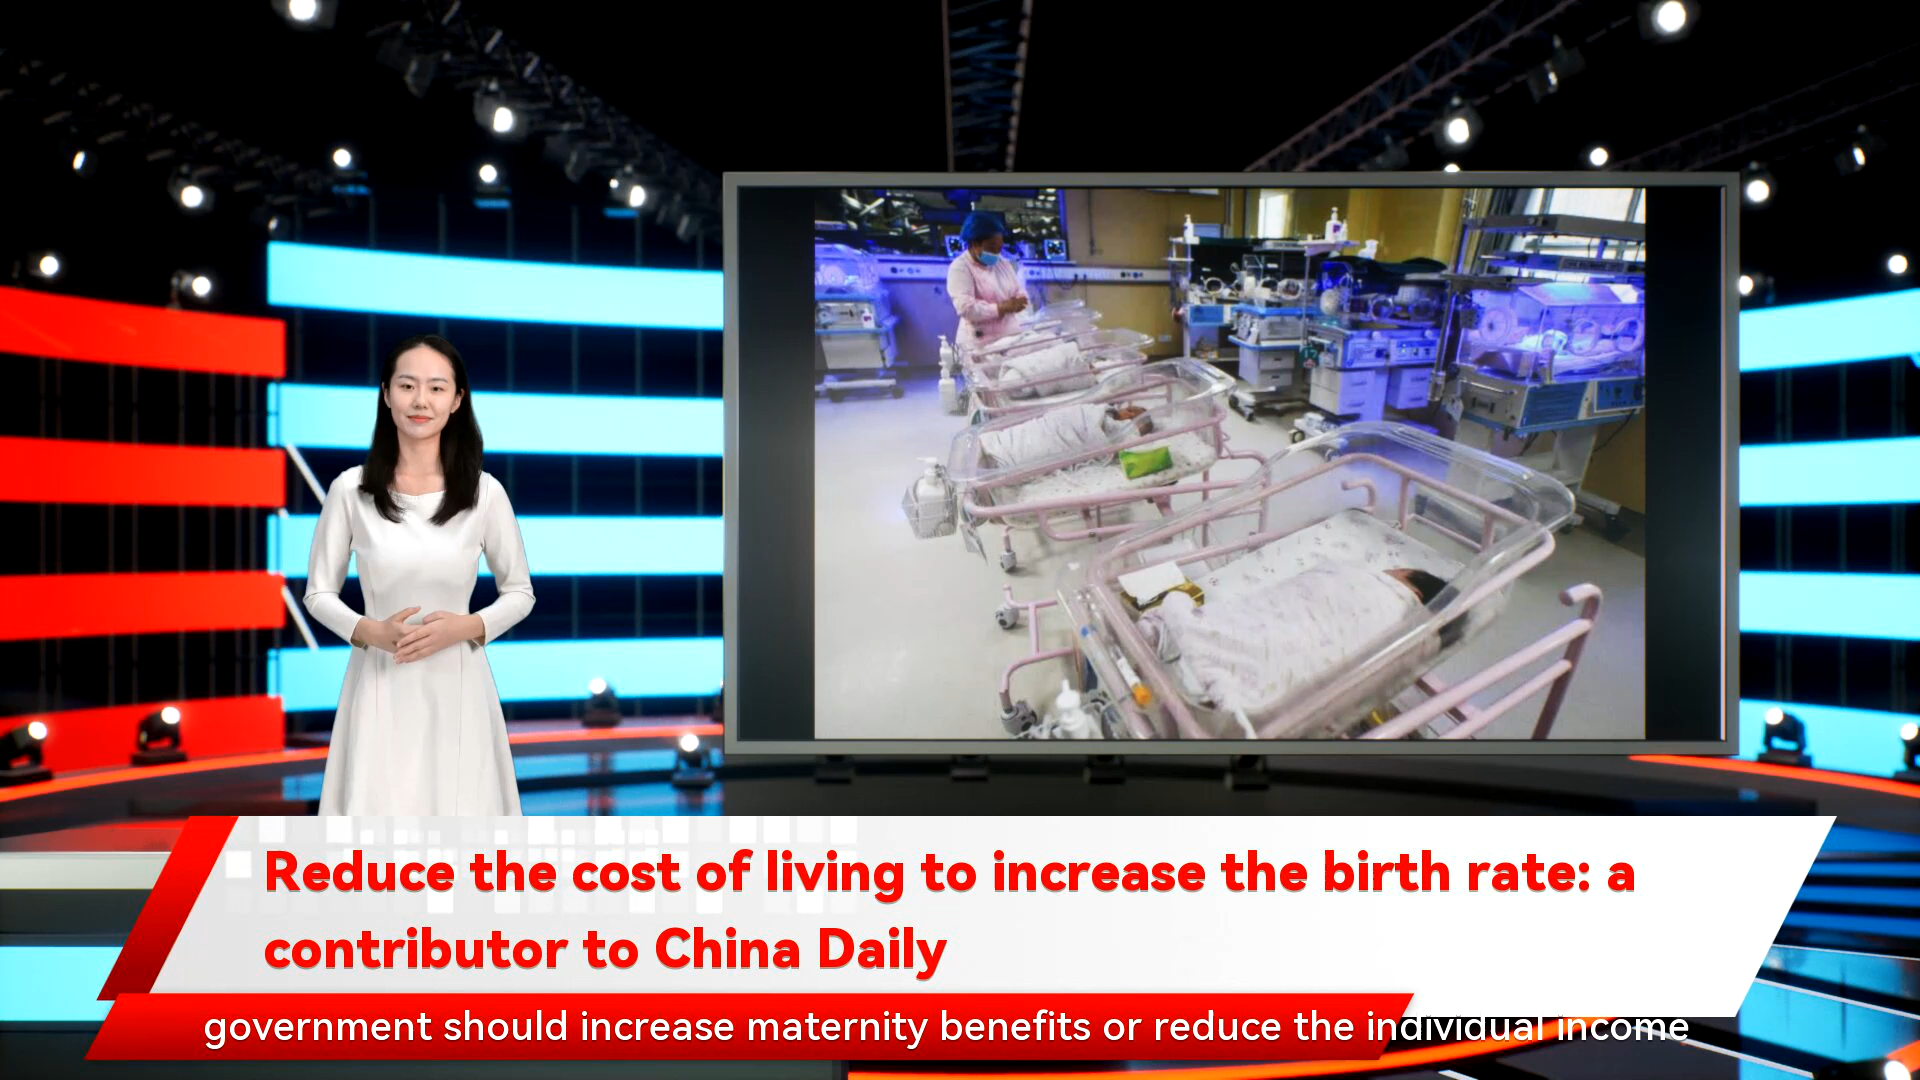 Reduce the cost of living to increase the birth rate: a
contributor to China Daily
government should increase maternity benefits or reduce the individual income